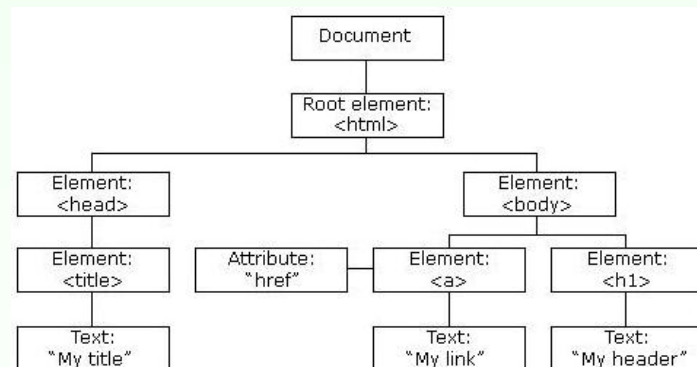 Document
Root element:
<html>
Element:
<head>
Element:
<body>
Element:
<title>
Attribute:
"href"
Element:
<a>
Element:
<h1>
Text:
"My title"
Text:
"My link"
Text:
"My header"